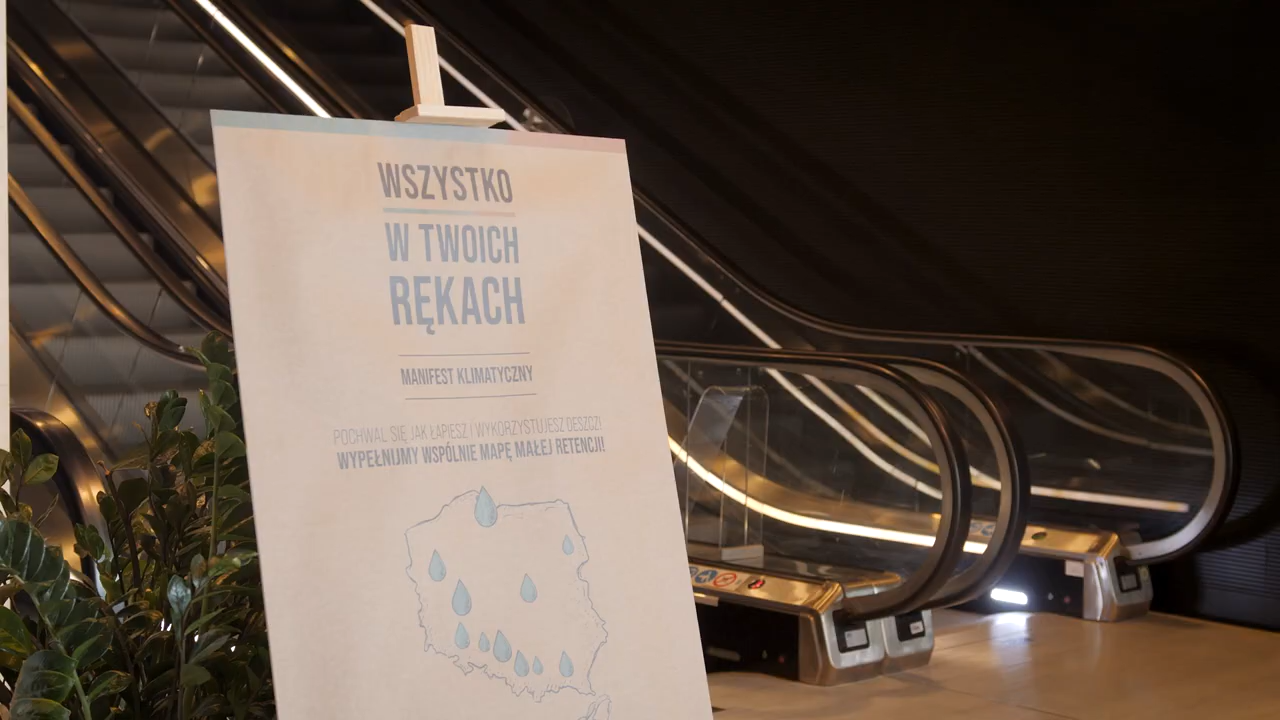 WSZYSTKO
W TWOICH
RĘKACH
MANIFEST KLIMATYCZNY
POCHWAL SIĘ JAK ŁAPIESZ I WYKORZYSTUJESZ DESZCZ!
WYPEŁNIJMY WSPÓLNIE MAPĘ MAŁEJ RETENCJI!